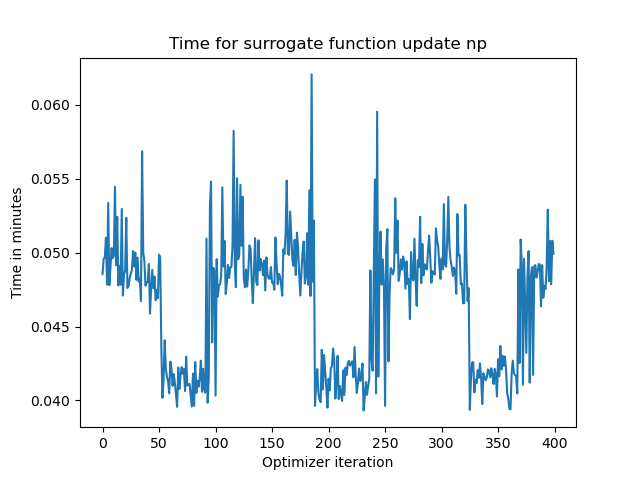 Time for surrogate function update np
Time in minutes
0.060
0.055
0.050
0.045
0.040
0 50 100 150 200 250 300 350 400
Optimizer iteration